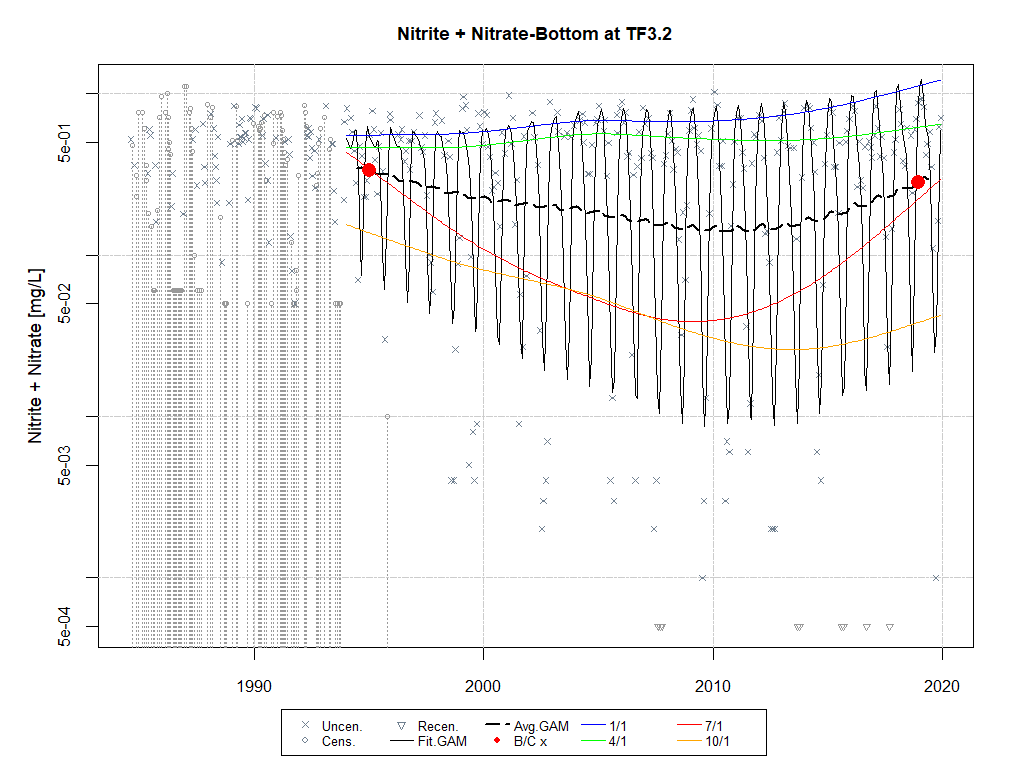 Nitrite + Nitrate-Bottom at TF3.2
Nitrite + Nitrate [mg/L]
5e-01
5e-02
5e-03
5e-04
1990 2000 2010 2020
Uncen. Recen. Avg.GAM 1/1 7/1
Cens. Fit.GAM B/C x 4/1 10/1